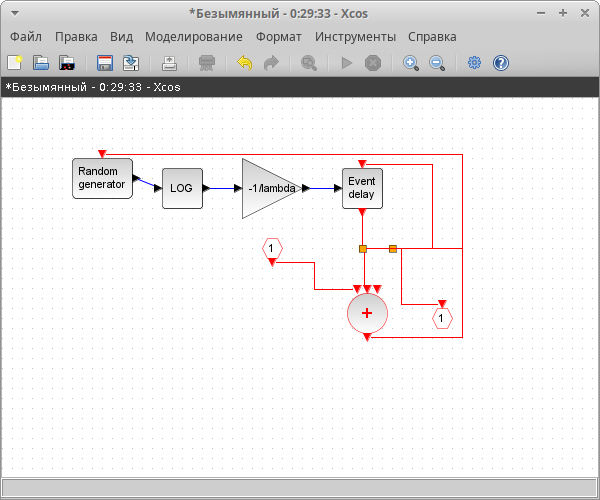 *Безымянный - 0:29:33 - Xcos
Файл Правка Вид Моделирование Формат Инструменты Справка
*Безымянный - 0:29:33 - Xcos
Random
generator
LOG
-1/lambda
Event
delay
1
+
1